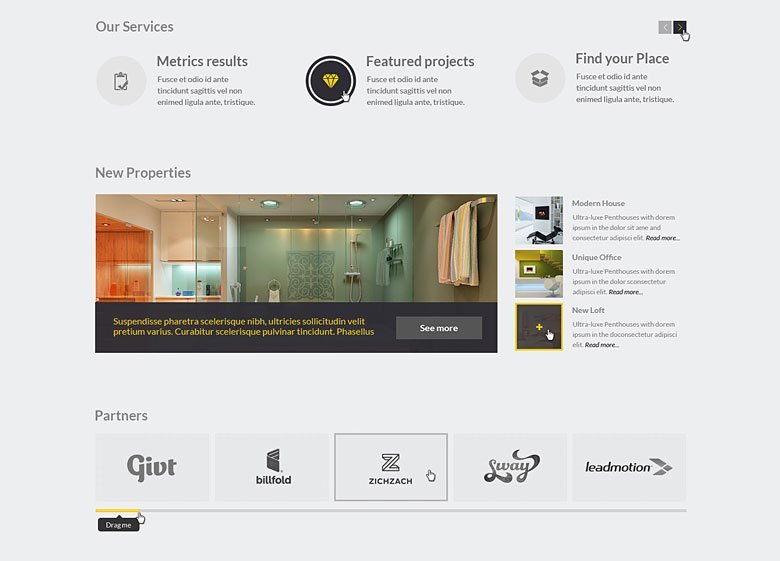 Our Services
Metrics results
Fusce et odio id ante
tincidunt sagittis vel non
enimed ligula ante, tristique.
Featured projects
Fusce et odio id ante
tincidunt sagittis vel non
enimed ligula ante, tristique.
Find your Place
Fusce et odio id ante
tincidunt sagittis vel non
enimed ligula ante, tristique.
New Properties
Suspendisse pharetra scelerisque nibh, ultricies sollicitudin velit
pretium varius. Curabitur scelerisque pulvinar tincidunt. Phasellus
See more
Modern House
Ultra-luxe Penthouses with dorem
ipsum in the dolor sit ame and
consectetur adipisci elit. Read more...
Unique Office
Ultra-luxe Penthouses with dorem
ipsum in the dolor sconsectetur
adipisci elit. Read more...
New Loft
Ultra-luxe Penthouses with dorem
ipsum in the doconsectetur adipisci
elit. Read more...
Partners
Givt
billfold
ZICHZACH
Sway
leadmotion
Drag me